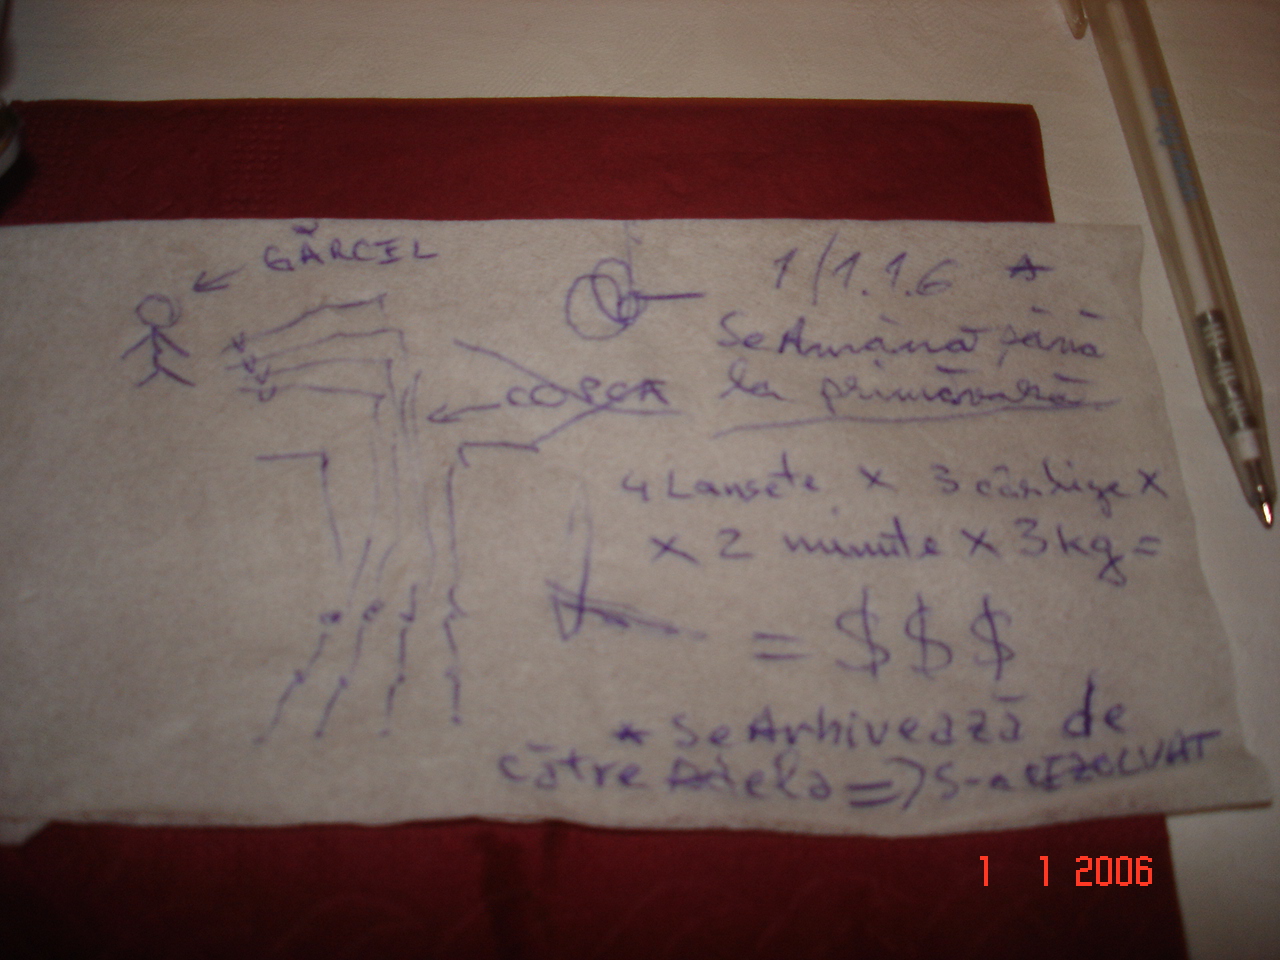 GĂRCEL
1/1.1.6 *
Se Amână până
COPCA
la primăvară
4 Lansete x 3 cârlige x
x 2 minute x 3 kg =
= $$$
* Se Arhivează de
către Adela => S-a REZOLVAT
1 1 2006